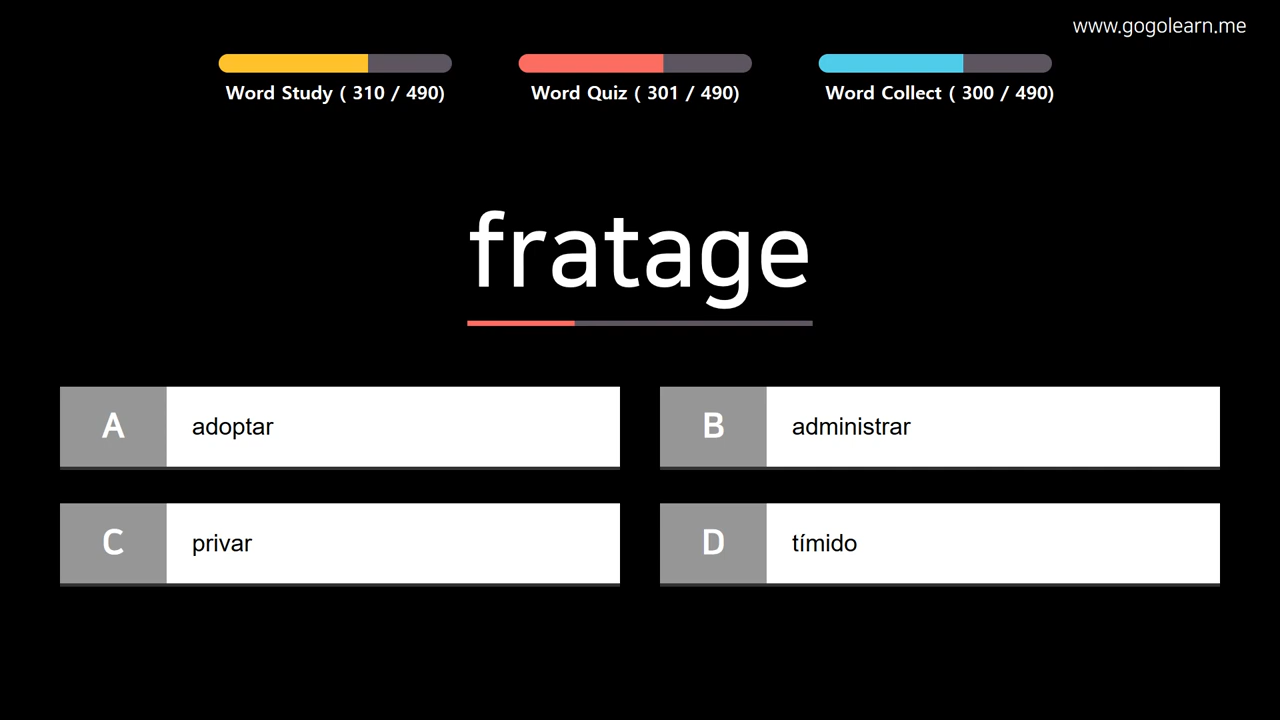 www.gogolearn.me
Word Study ( 310 / 490)
Word Quiz ( 301 / 490)
Word Collect ( 300 / 490)
fratage
A adoptar
B administrar
C privar
D tímido